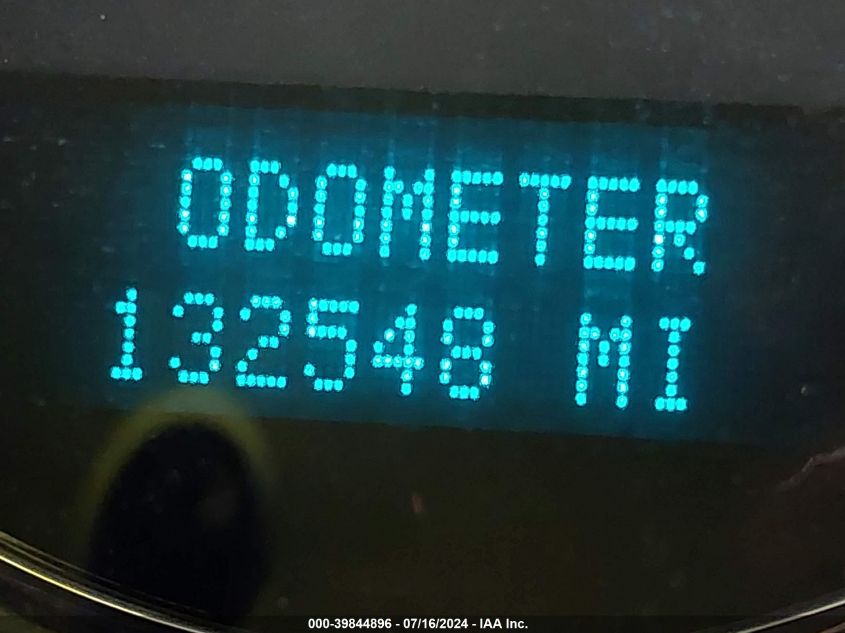 ODOMETER
132548 MI
000-39844896 - 07/16/2024 - IAA Inc.